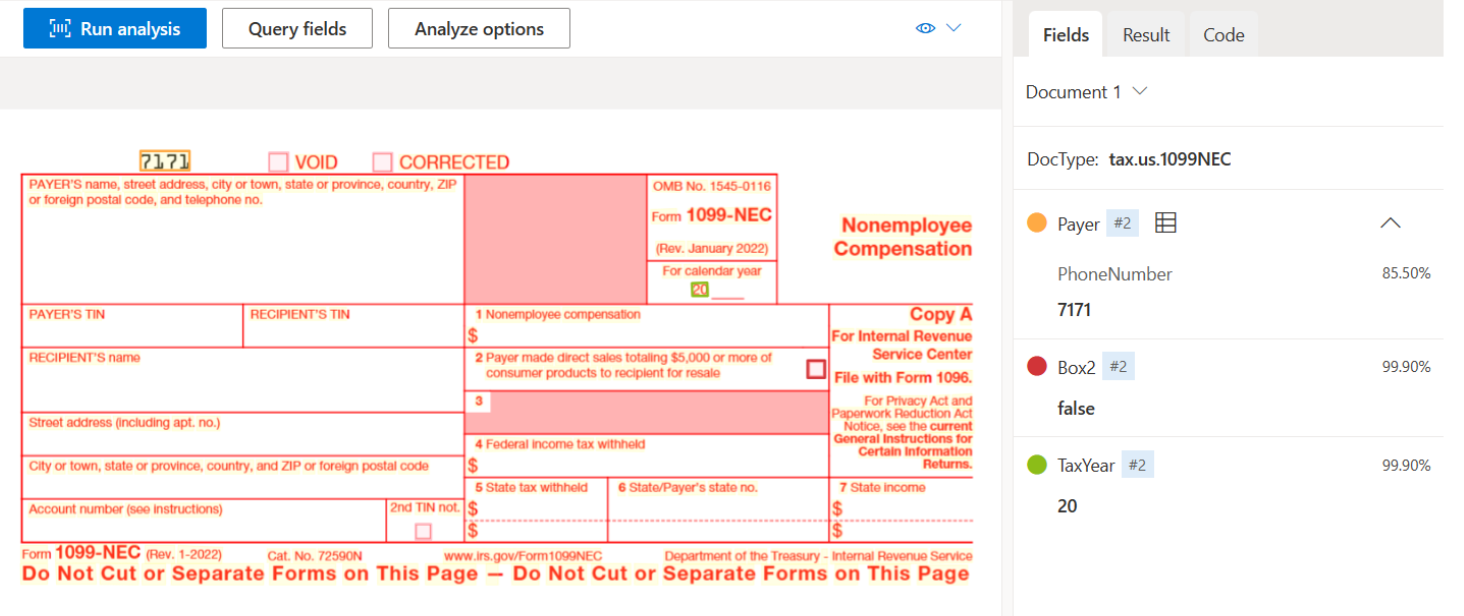 Run analysis
Query fields
Analyze options
Fields
Result
Code
Document 1
DocType: tax.us.1099NEC
Payer #2
PhoneNumber 85.50%
7171
Box2 #2 99.90%
false
TaxYear #2 99.90%
20
7171 VOID CORRECTED
PAYER'S name, street address, city or town, state or province, country, ZIP
or foreign postal code, and telephone no.
OMB No. 1545-0116
Form 1099-NEC
(Rev. January 2022)
For calendar year
20 ____
Nonemployee
Compensation
PAYER'S TIN
RECIPIENT'S TIN
1 Nonemployee compensation
$
Copy A
For Internal Revenue
Service Center
File with Form 1096.
RECIPIENT'S name
2 Payer made direct sales totaling $5,000 or more of
consumer products to recipient for resale
3
For Privacy Act and
Paperwork Reduction Act
Notice, see the current
General Instructions for
Certain Information
Returns.
Street address (including apt. no.)
4 Federal income tax withheld
$
City or town, state or province, country, and ZIP or foreign postal code
5 State tax withheld
$
$
6 State/Payer's state no.
7 State income
$
$
Account number (see instructions)
2nd TIN not.
Form 1099-NEC (Rev. 1-2022) Cat. No. 72590N www.irs.gov/Form1099NEC Department of the Treasury - Internal Revenue Service
Do Not Cut or Separate Forms on This Page — Do Not Cut or Separate Forms on This Page